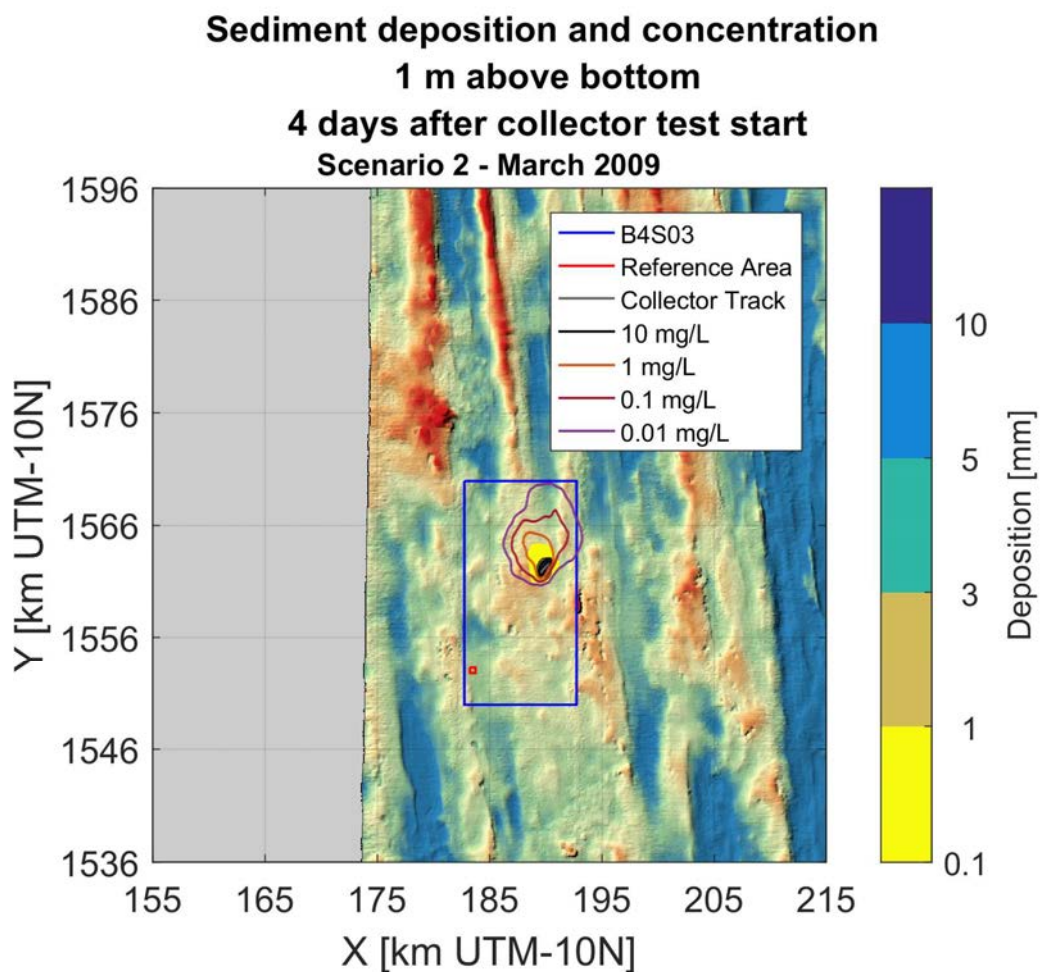 Sediment deposition and concentration
1 m above bottom
4 days after collector test start
Scenario 2 - March 2009
1596
1586
1576
1566
1556
1546
1536
155
165
175
185
195
205
215
X [km UTM-10N]
Y [km UTM-10N]
B4S03
Reference Area
Collector Track
10 mg/L
1 mg/L
0.1 mg/L
0.01 mg/L
10
5
3
1
0.1
Deposition [mm]